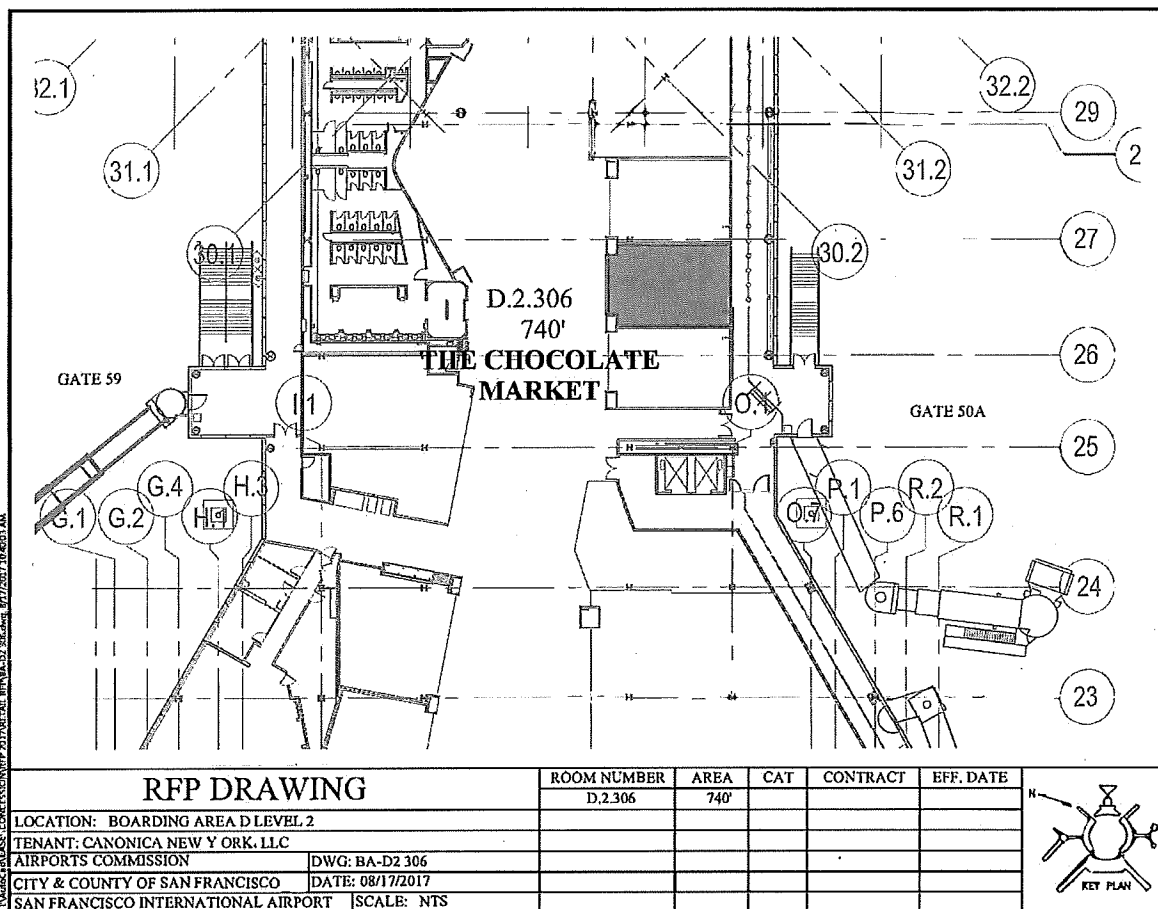 32.1
32.2
29
31.1
31.2
2
30.1
30.2
27
D.2.306
740'
26
THE CHOCOLATE
MARKET
GATE 59
GATE 50A
25
G.4
H.3
P.1
R.2
G.1
G.2
O.7
P.6
R.1
24
23
RFP DRAWING
ROOM NUMBER AREA CAT CONTRACT EFF. DATE
D.2.306 740'
LOCATION: BOARDING AREA D LEVEL 2
TENANT: CANONICA NEW Y ORK, LLC
AIRPORTS COMMISSION DWG: BA-D2 306
CITY & COUNTY OF SAN FRANCISCO DATE: 08/17/2017
SAN FRANCISCO INTERNATIONAL AIRPORT SCALE: NTS
N
KEY PLAN